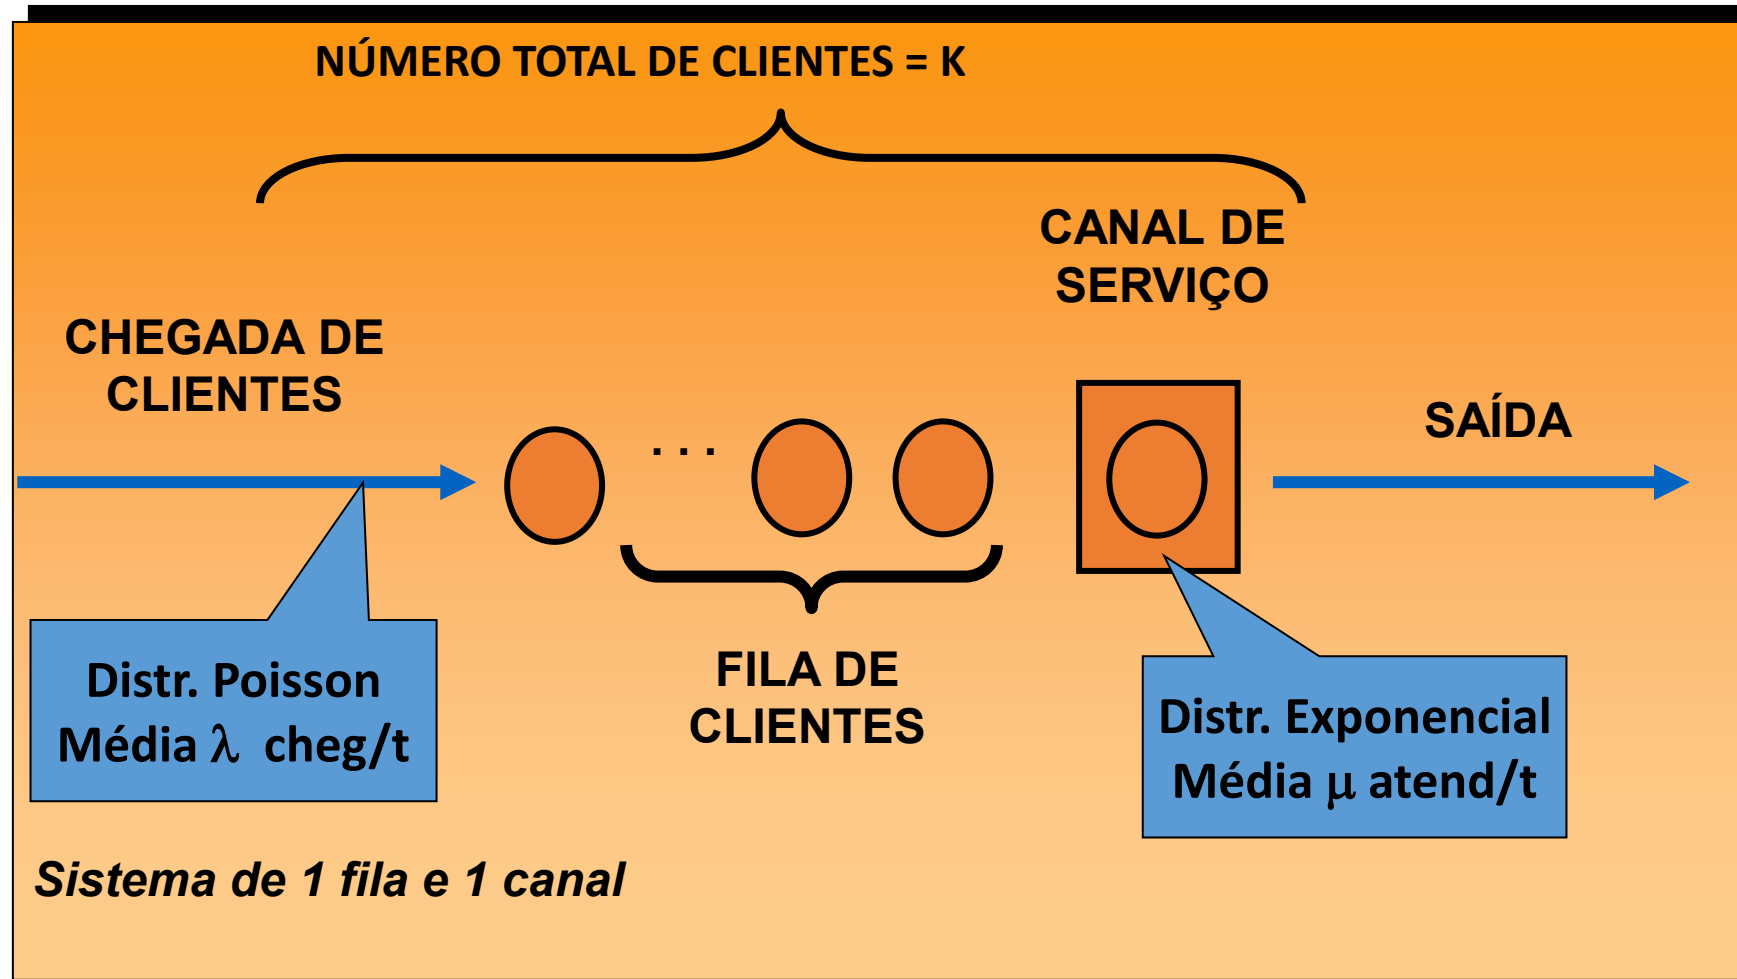 NÚMERO TOTAL DE CLIENTES = K
CANAL DE
SERVIÇO
CHEGADA DE
CLIENTES
. . .
SAÍDA
Distr. Poisson
Média λ cheg/t
FILA DE
CLIENTES
Distr. Exponencial
Média μ atend/t
Sistema de 1 fila e 1 canal